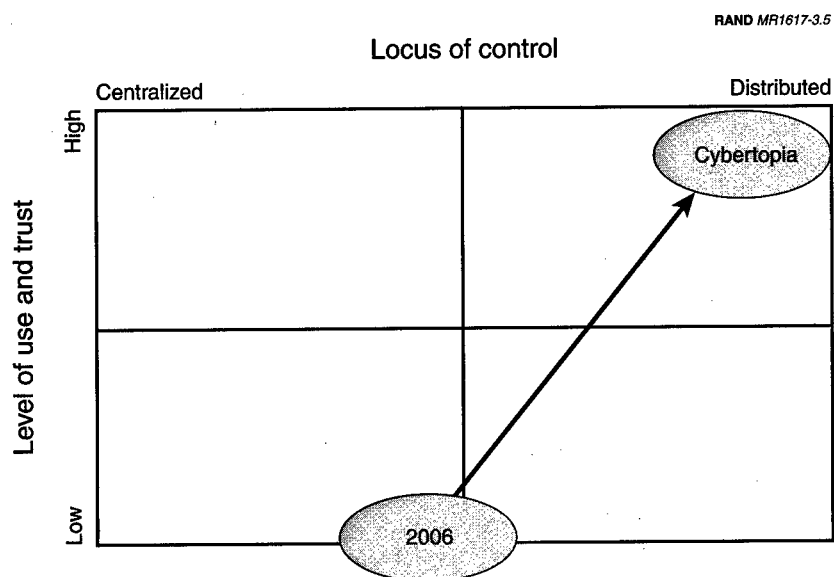 RAND MR1617-3.5
Locus of control
Centralized
Distributed
High
Cybertopia
Level of use and trust
Low
2006